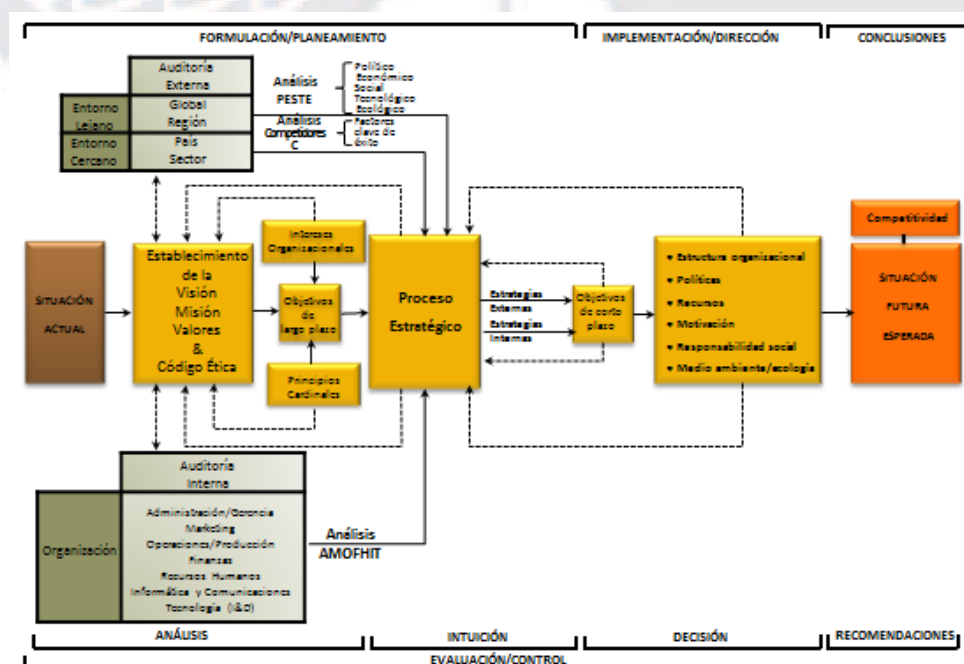 FORMULACIÓN/PLANEAMIENTO
IMPLEMENTACIÓN/DIRECCIÓN
CONCLUSIONES
Auditoría
Externa
Entorno
Lejano
Global
Región
Entorno
Cercano
País
Sector
Análisis
PESTE
Político
Económico
Social
Tecnológico
Ecológico
Análisis
Competidores
C
Factores
clave de
éxito
SITUACIÓN
ACTUAL
Establecimiento
de la
Visión
Misión
Valores
&
Código Ética
Intereses
Organizacionales
Objetivos
de
largo plazo
Principios
Cardinales
Proceso
Estratégico
Estrategias
Externas
Estrategias
Internas
Objetivos
de corto
plazo
• Estructura organizacional
• Políticas
• Recursos
• Motivación
• Responsabilidad social
• Medio ambiente/ecología
Competitividad
SITUACIÓN
FUTURA
ESPERADA
Auditoría
Interna
Organización
Administración/Gerencia
Marketing
Operaciones/Producción
Finanzas
Recursos Humanos
Informática y Comunicaciones
Tecnología (I&D)
Análisis
AMOFHIT
ANÁLISIS
INTUICIÓN
DECISIÓN
RECOMENDACIONES
EVALUACIÓN/CONTROL